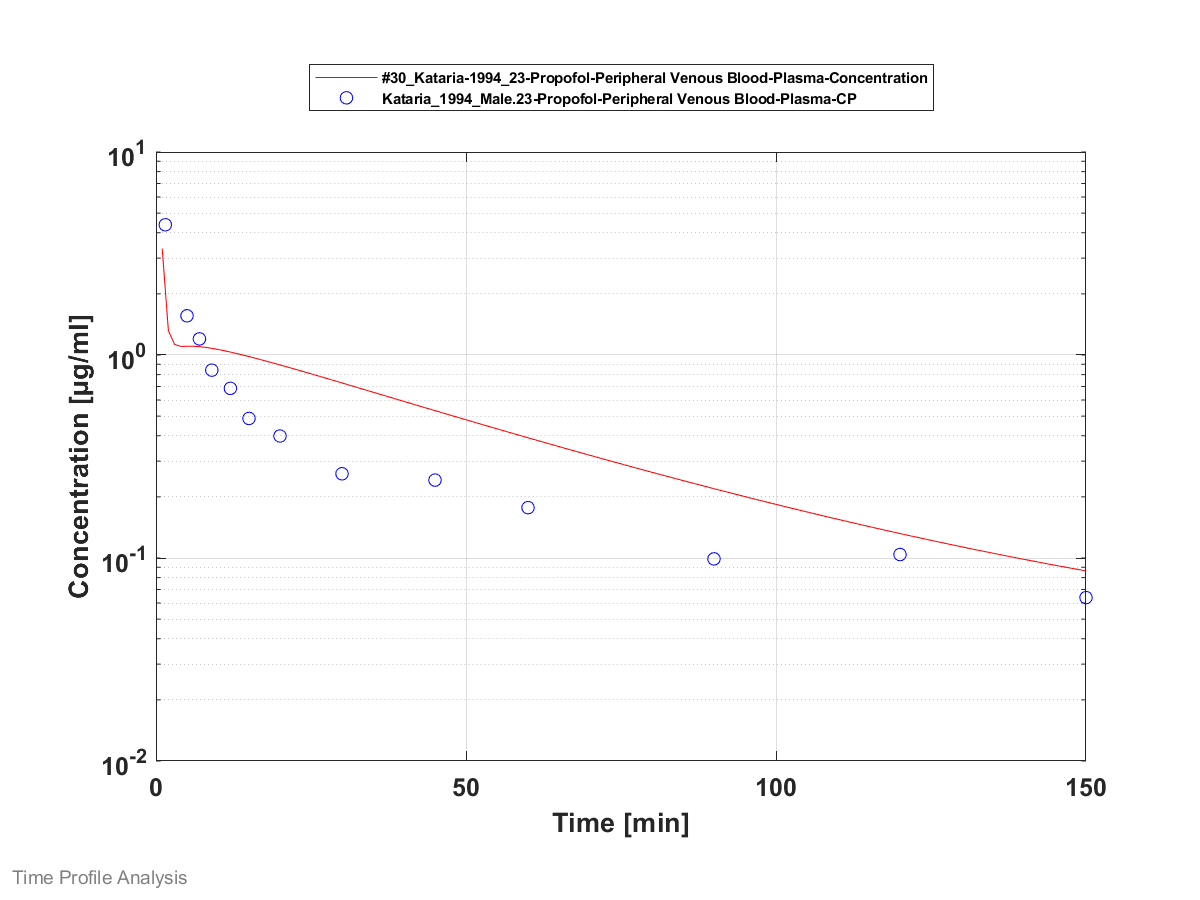 #30_Kataria-1994_23-Propofol-Peripheral Venous Blood-Plasma-Concentration
Kataria_1994_Male.23-Propofol-Peripheral Venous Blood-Plasma-CP
10^1
10^0
10^-1
10^-2
Concentration [µg/ml]
0 50 100 150
Time [min]
Time Profile Analysis